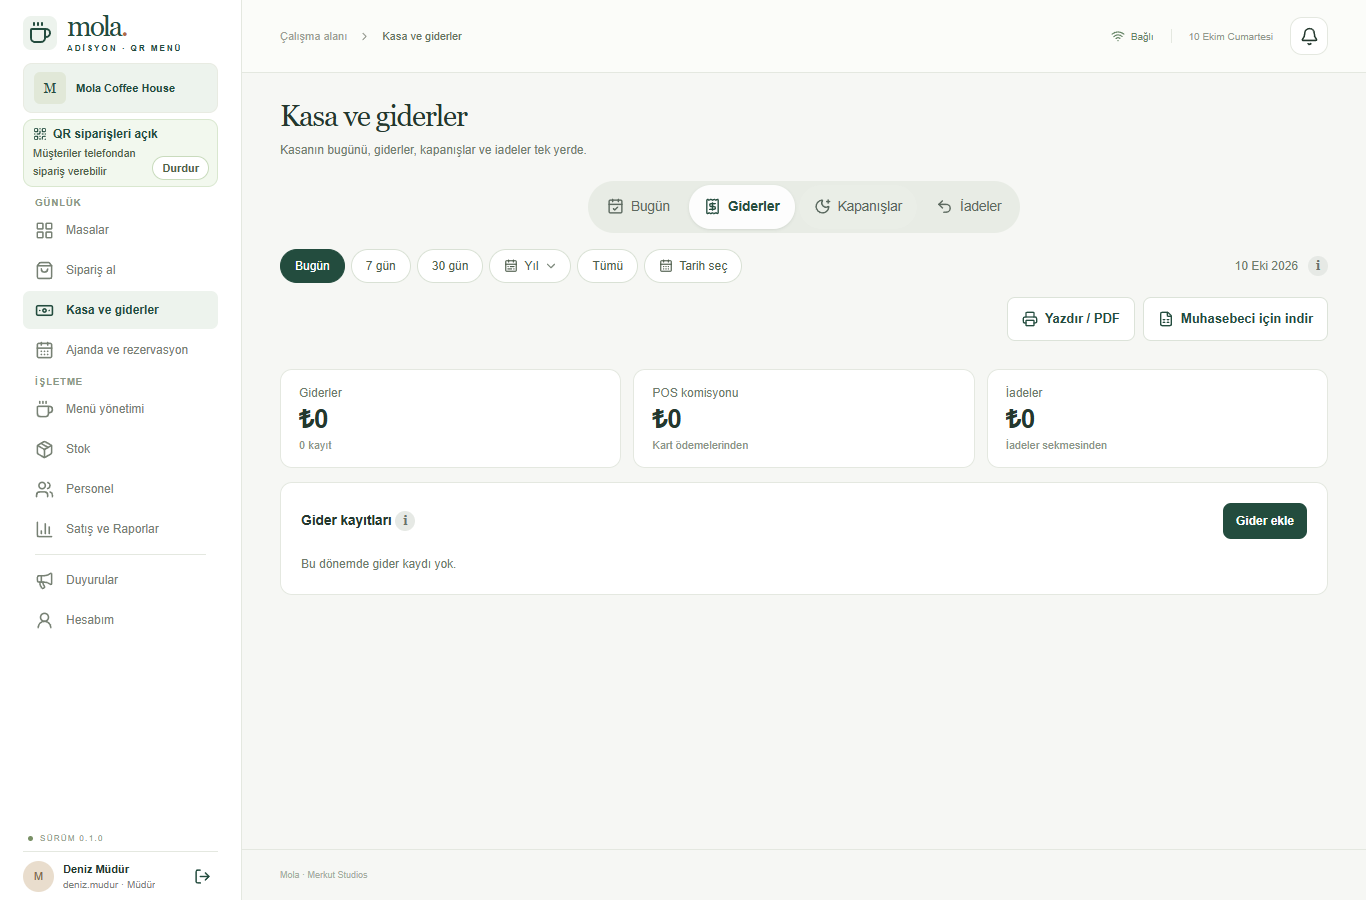 mola.
ADİSYON · QR MENÜ
M
Mola Coffee House
QR siparişleri açık
Müşteriler telefondan
sipariş verebilir
Durdur
GÜNLÜK
Masalar
Sipariş al
Kasa ve giderler
Ajanda ve rezervasyon
İŞLETME
Menü yönetimi
Stok
Personel
Satış ve Raporlar
Duyurular
Hesabım
SÜRÜM 0.1.0
M
Deniz Müdür
deniz.mudur · Müdür
Çalışma alanı
Kasa ve giderler
Bağlı
10 Ekim Cumartesi
Kasa ve giderler
Kasanın bugünü, giderler, kapanışlar ve iadeler tek yerde.
Bugün
Giderler
Kapanışlar
İadeler
Bugün
7 gün
30 gün
Yıl
Tümü
Tarih seç
10 Eki 2026
i
Yazdır / PDF
Muhasebeci için indir
Giderler
₺0
0 kayıt
POS komisyonu
₺0
Kart ödemelerinden
İadeler
₺0
İadeler sekmesinden
Gider kayıtları
i
Gider ekle
Bu dönemde gider kaydı yok.
Mola · Merkut Studios